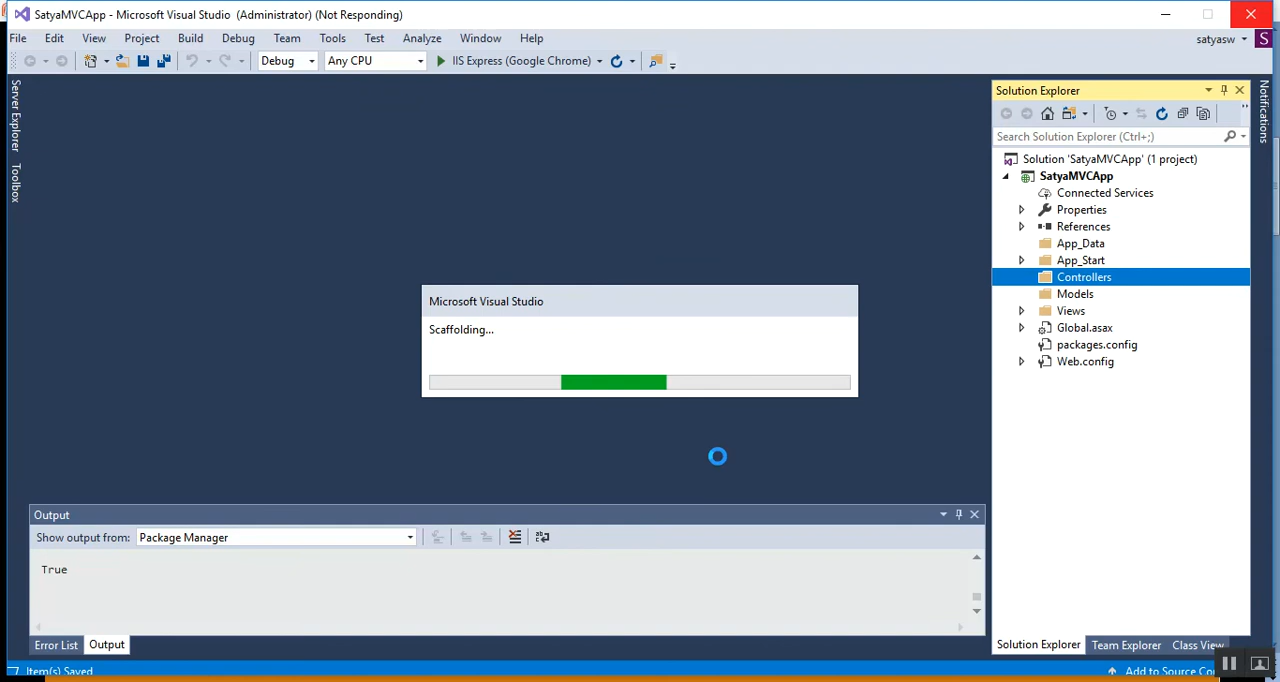 SatyaMVCApp - Microsoft Visual Studio (Administrator) (Not Responding)
File Edit View Project Build Debug Team Tools Test Analyze Window Help
satyasw S
Debug Any CPU IIS Express (Google Chrome)
Server Explorer
Toolbox
Solution Explorer
Notifications
Search Solution Explorer (Ctrl+;)
Solution 'SatyaMVCApp' (1 project)
SatyaMVCApp
Connected Services
Properties
References
App_Data
App_Start
Controllers
Models
Views
Global.asax
packages.config
Web.config
Microsoft Visual Studio
Scaffolding...
Output
Show output from: Package Manager
True
Error List Output
Solution Explorer Team Explorer Class View
Item(s) Saved
Add to Source